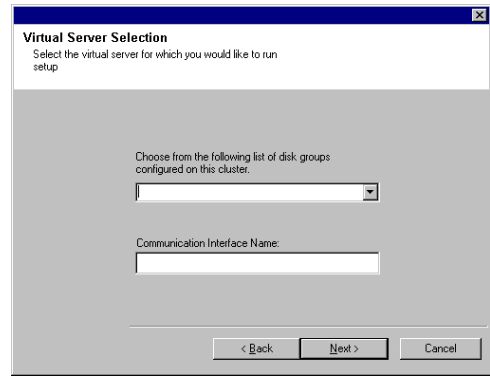 Virtual Server Selection
Select the virtual server for which you would like to run
setup
Choose from the following list of disk groups
configured on this cluster.
Communication Interface Name:
< Back
Next >
Cancel